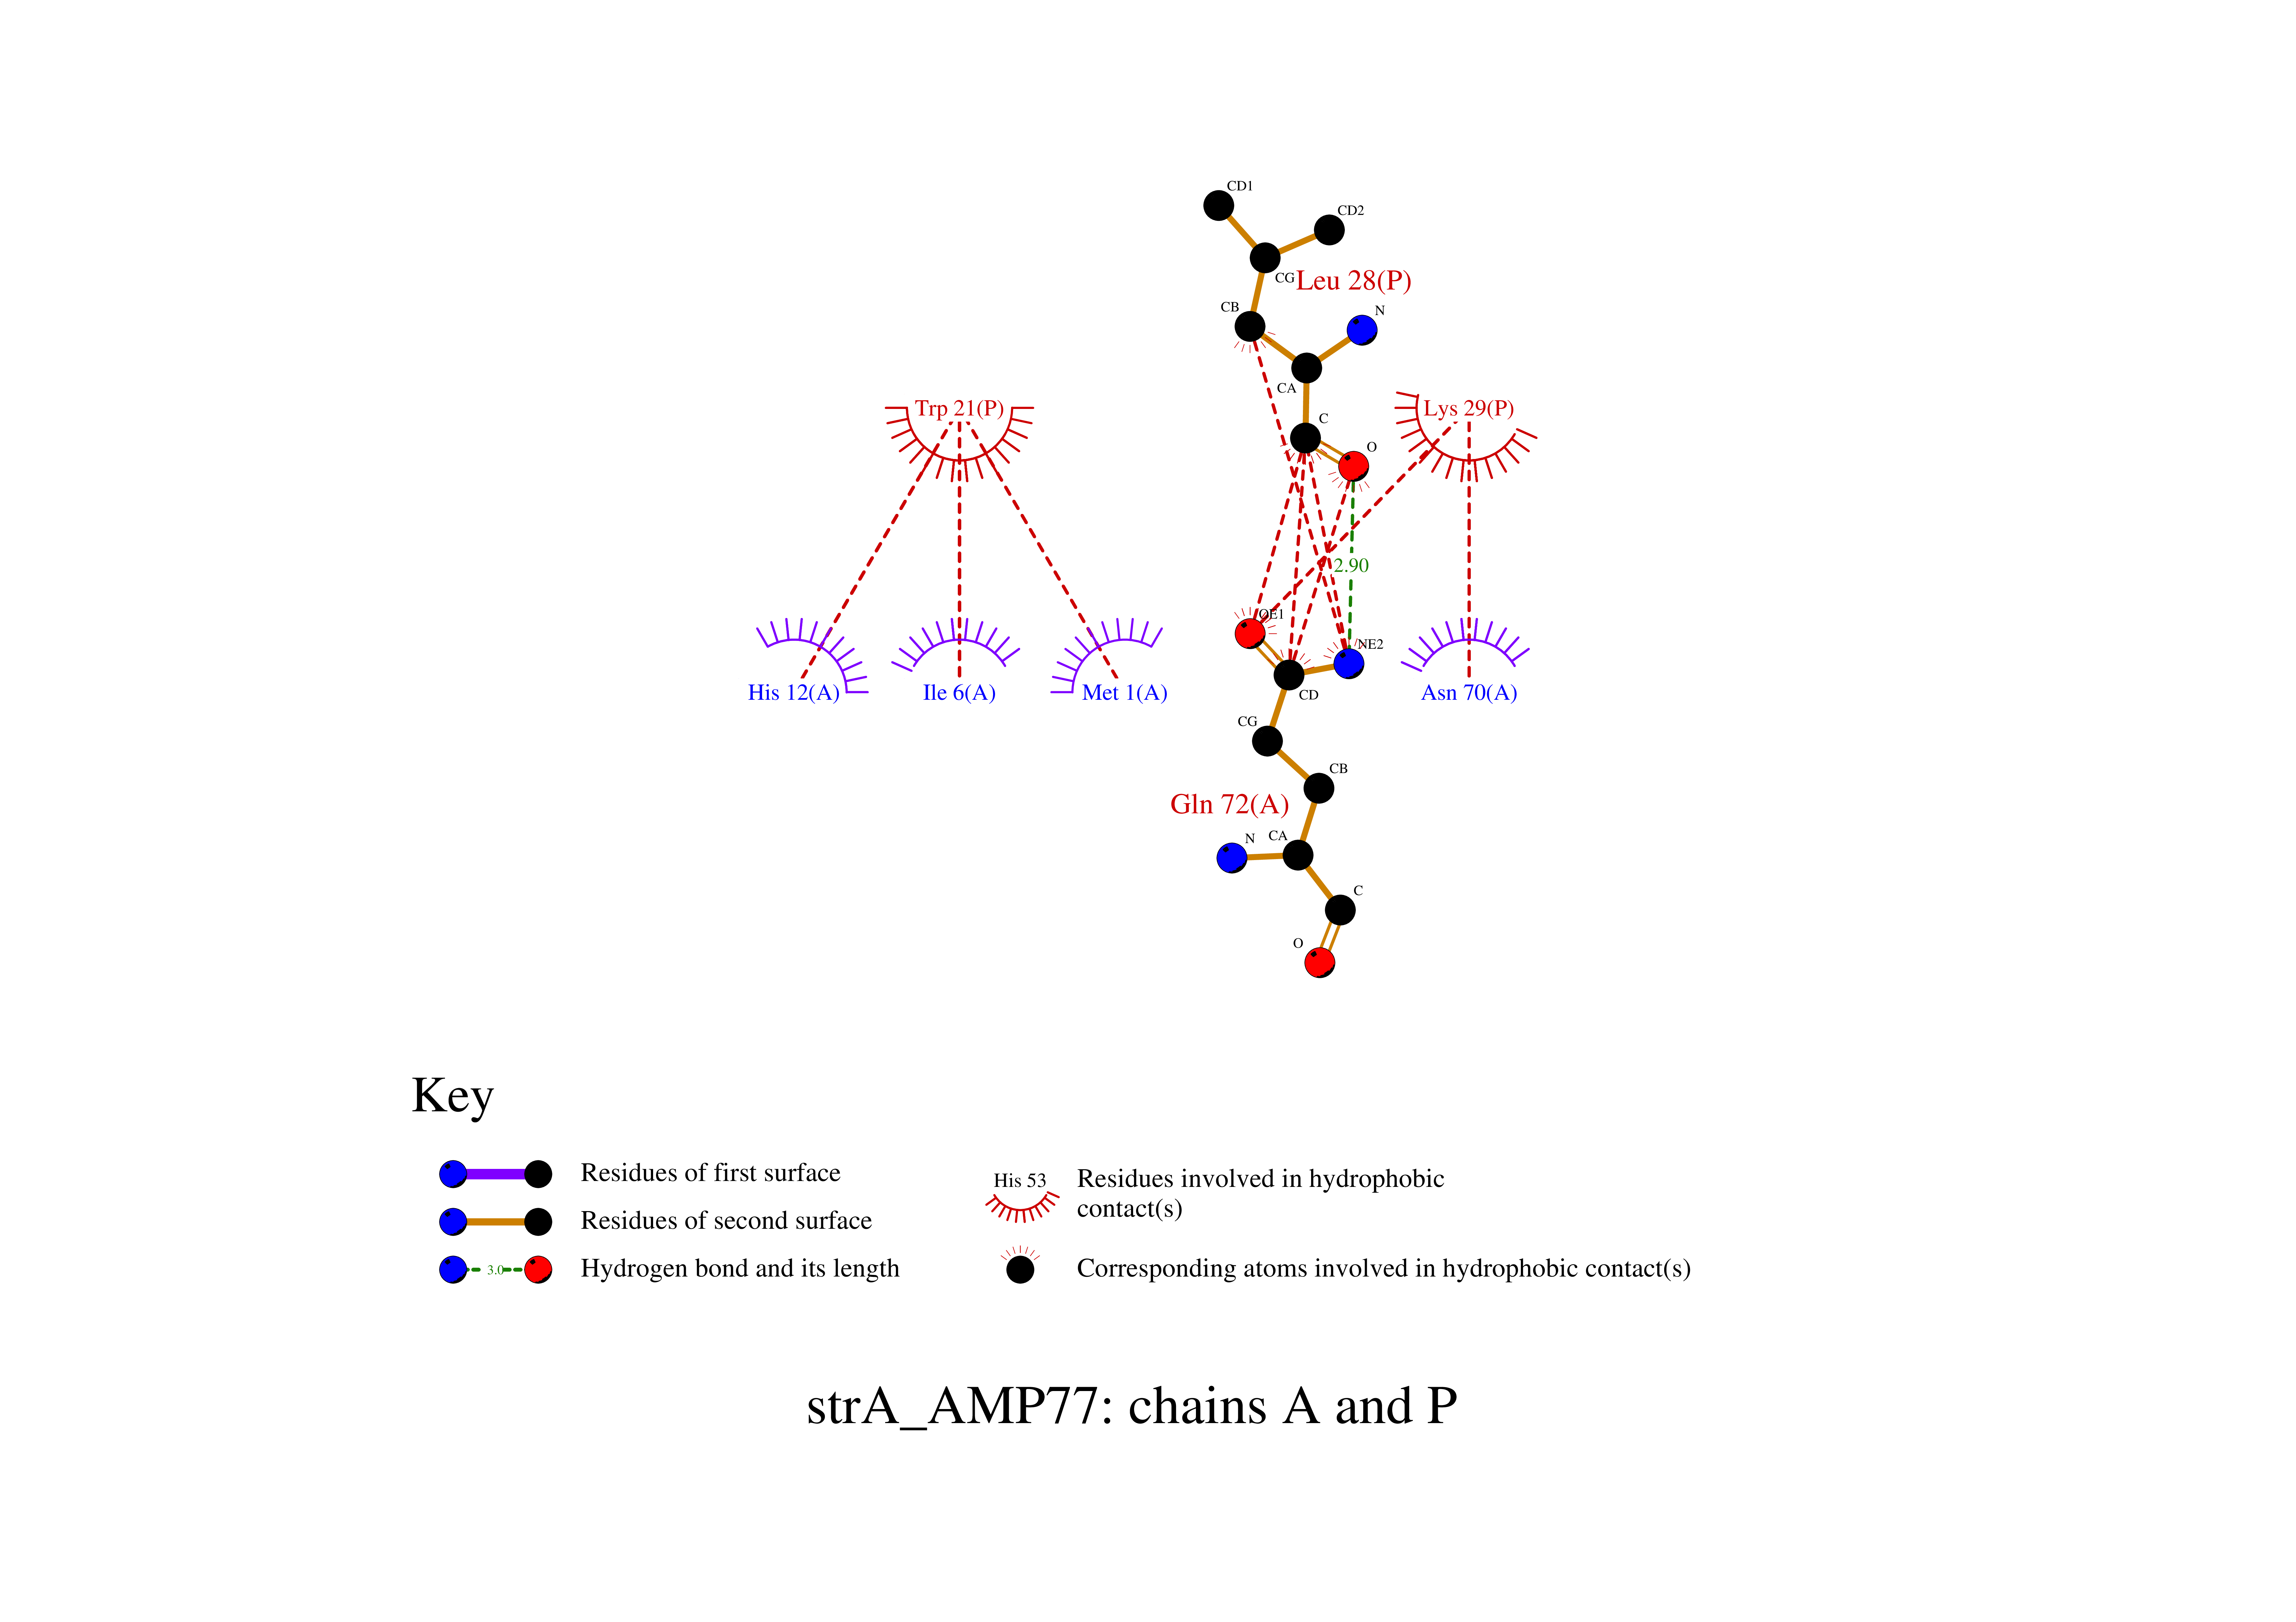 CD1
CD2
CG
Leu 28(P)
CB
N
CA
C
O
Trp 21(P)
Lys 29(P)
2.90
OE1
NE2
His 12(A)
Ile 6(A)
Met 1(A)
CD
Asn 70(A)
CG
CB
Gln 72(A)
N
CA
C
O
Key
Residues of first surface
Residues of second surface
3.0
Hydrogen bond and its length
His 53
Residues involved in hydrophobic
contact(s)
Corresponding atoms involved in hydrophobic contact(s)
strA_AMP77: chains A and P